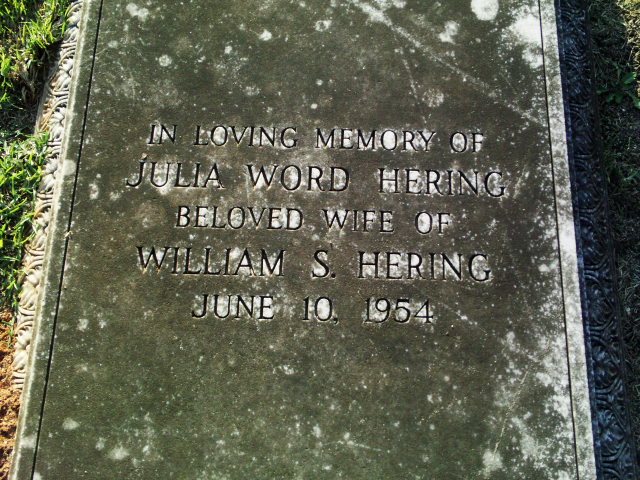 IN LOVING MEMORY OF
JULIA WORD HERING
BELOVED WIFE OF
WILLIAM S. HERING
JUNE 10, 1954